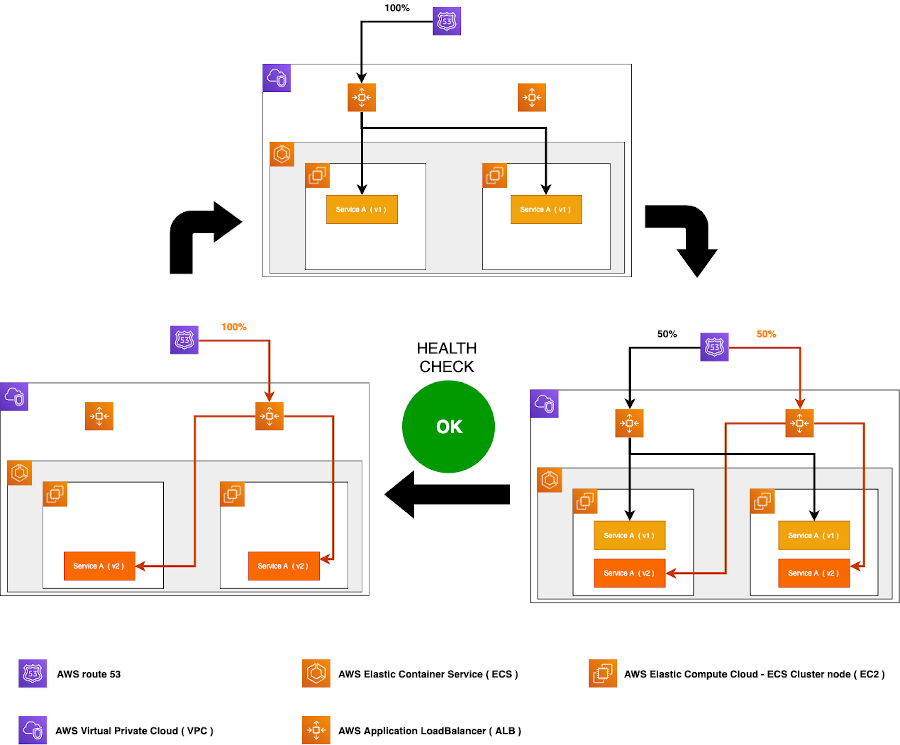 100%
53
Service A ( v1 )
Service A ( v1 )
53
100%
Service A ( v2 )
Service A ( v2 )
HEALTH
CHECK
OK
50%
53
50%
Service A ( v1 )
Service A ( v1 )
Service A ( v2 )
Service A ( v2 )
53
AWS route 53
AWS Elastic Container Service ( ECS )
AWS Elastic Compute Cloud - ECS Cluster node ( EC2 )
AWS Virtual Private Cloud ( VPC )
AWS Application LoadBalancer ( ALB )